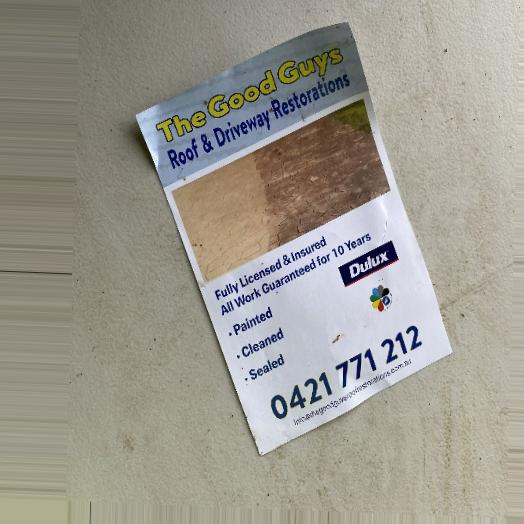 The Good Guys
Roof & Driveway Restorations
Fully Licensed & Insured
All Work Guaranteed for 10 Years
Dulux
• Painted
• Cleaned
• Sealed
0421 771 212